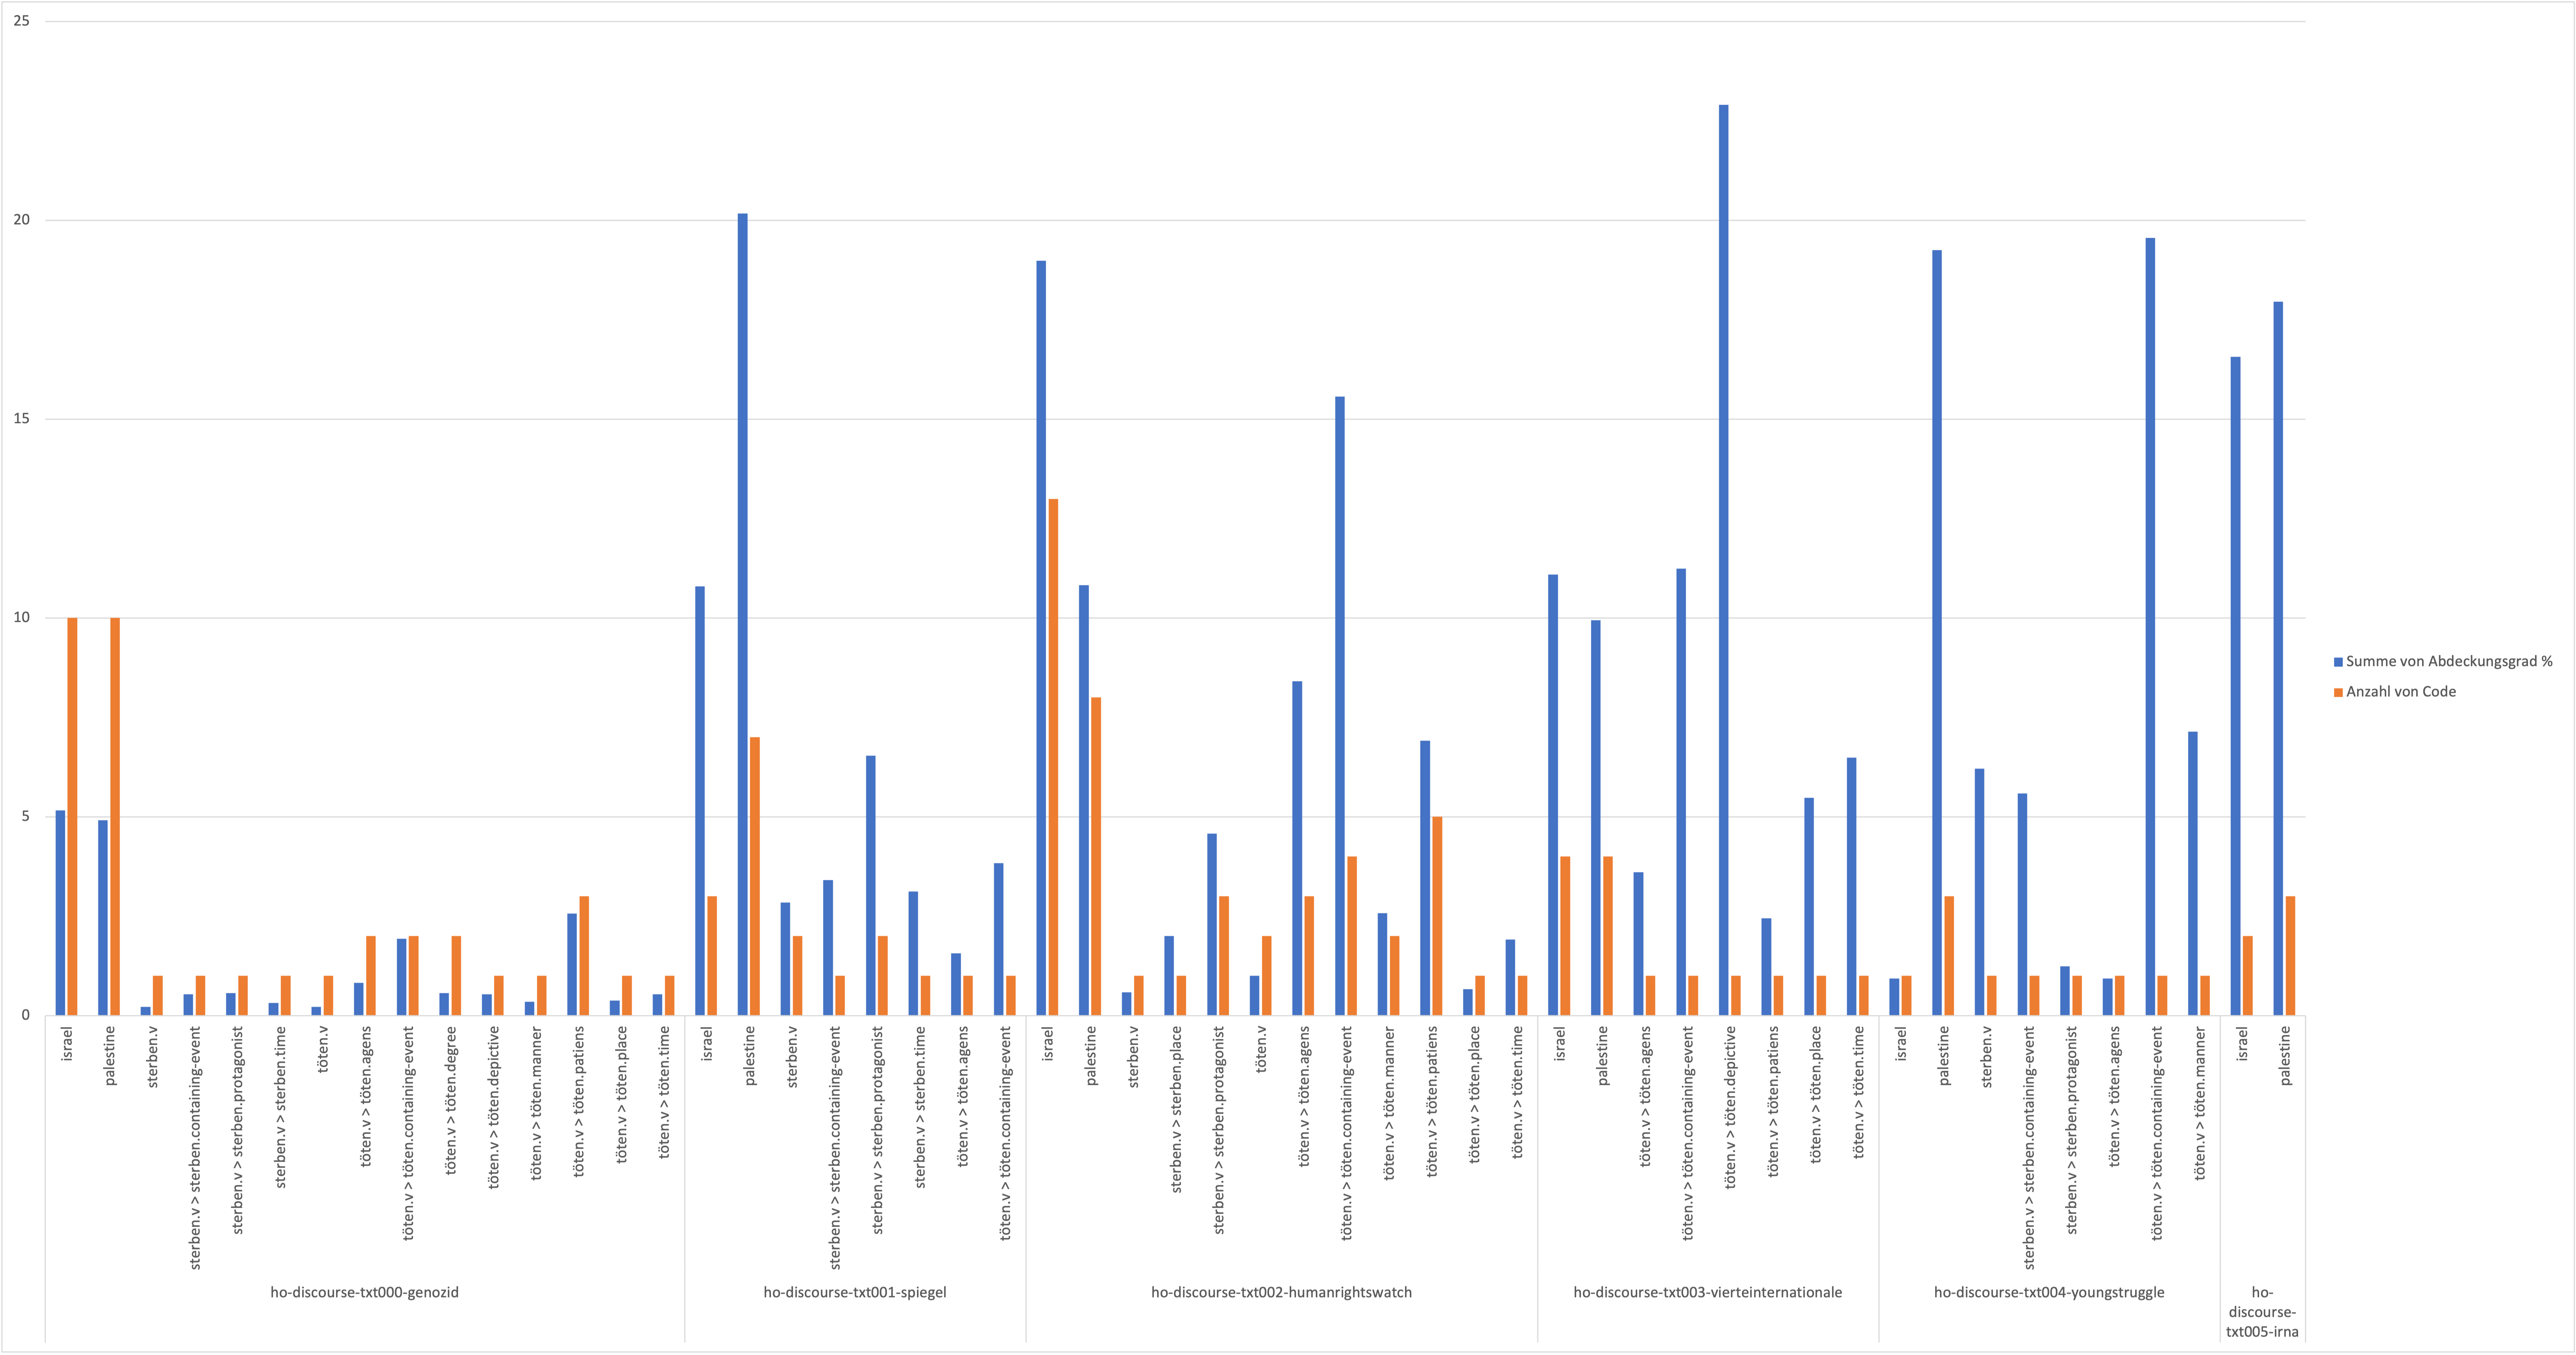 25
20
15
10
5
0
israel
palestine
sterben.v
sterben.v > sterben.containing-event
sterben.v > sterben.protagonist
sterben.v > sterben.time
töten.v
töten.v > töten.agens
töten.v > töten.containing-event
töten.v > töten.degree
töten.v > töten.depictive
töten.v > töten.manner
töten.v > töten.patiens
töten.v > töten.place
töten.v > töten.time
israel
palestine
sterben.v
sterben.v > sterben.containing-event
sterben.v > sterben.protagonist
sterben.v > sterben.time
töten.v > töten.agens
töten.v > töten.containing-event
israel
palestine
sterben.v
sterben.v > sterben.place
sterben.v > sterben.protagonist
töten.v
töten.v > töten.agens
töten.v > töten.containing-event
töten.v > töten.manner
töten.v > töten.patiens
töten.v > töten.place
töten.v > töten.time
israel
palestine
töten.v > töten.agens
töten.v > töten.containing-event
töten.v > töten.depictive
töten.v > töten.patiens
töten.v > töten.place
töten.v > töten.time
israel
palestine
sterben.v
sterben.v > sterben.containing-event
sterben.v > sterben.protagonist
töten.v > töten.agens
töten.v > töten.containing-event
töten.v > töten.manner
israel
palestine
ho-discourse-txt000-genozid
ho-discourse-txt001-spiegel
ho-discourse-txt002-humanrightswatch
ho-discourse-txt003-vierteinternationale
ho-discourse-txt004-youngstruggle
ho-
discourse-
txt005-irna
Summe von Abdeckungsgrad %
Anzahl von Code